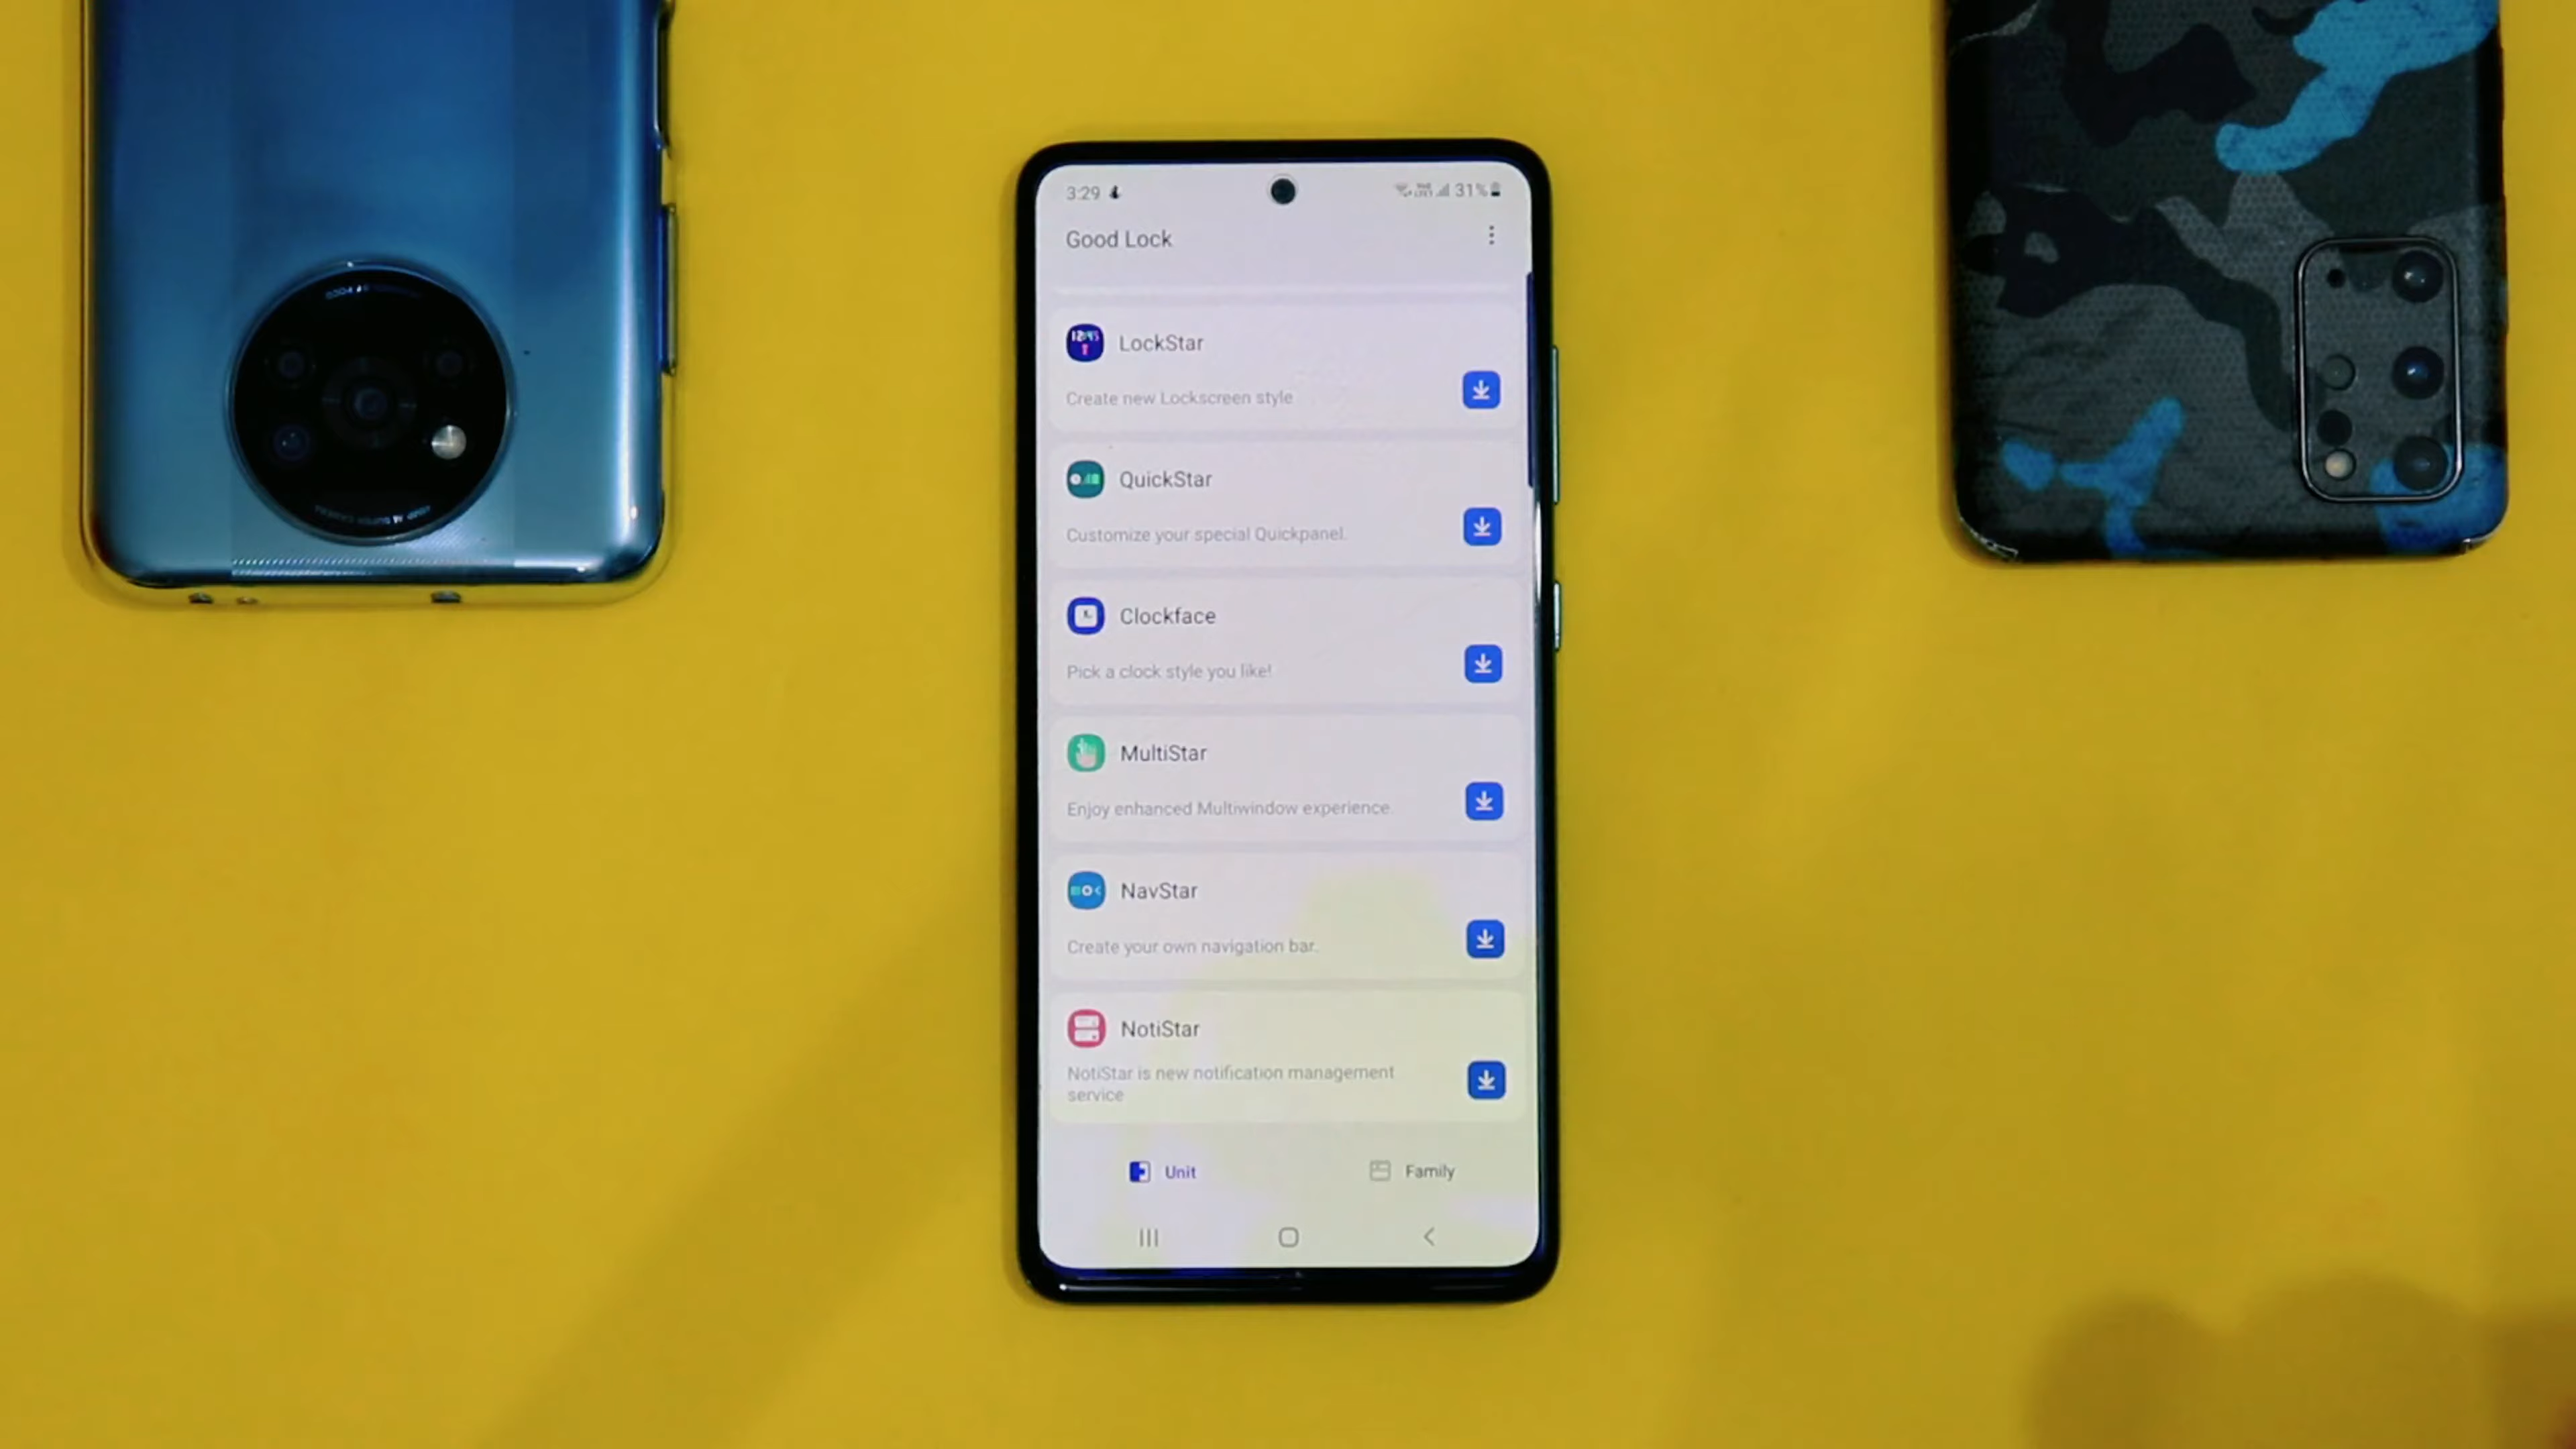 3:29
31%
Good Lock
LockStar
Create new Lockscreen style
QuickStar
Customize your special Quickpanel.
Clockface
Pick a clock style you like!
MultiStar
Enjoy enhanced Multiwindow experience.
NavStar
Create your own navigation bar.
NotiStar
NotiStar is new notification management
service
Unit
Family